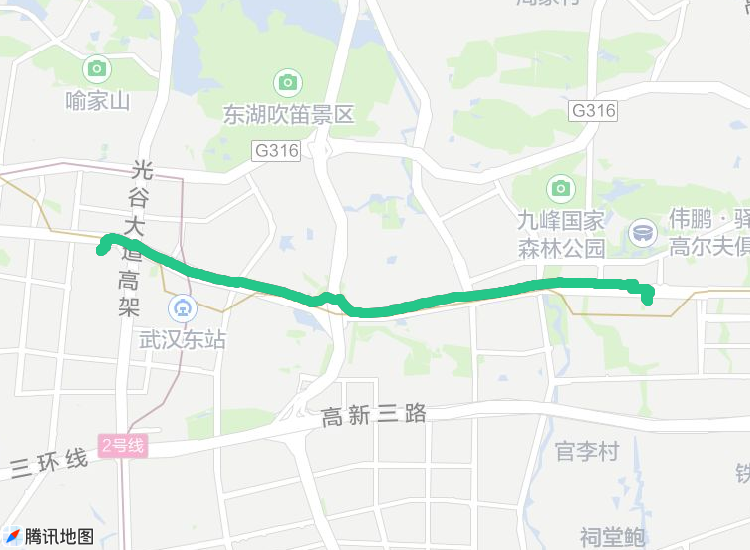 喻家山
东湖吹笛景区
G316
G316
光谷大道高架
九峰国家
森林公园
伟鹏·驿
高尔夫俱
武汉东站
高新三路
2号线
三环线
官李村
祠堂鲍
腾讯地图